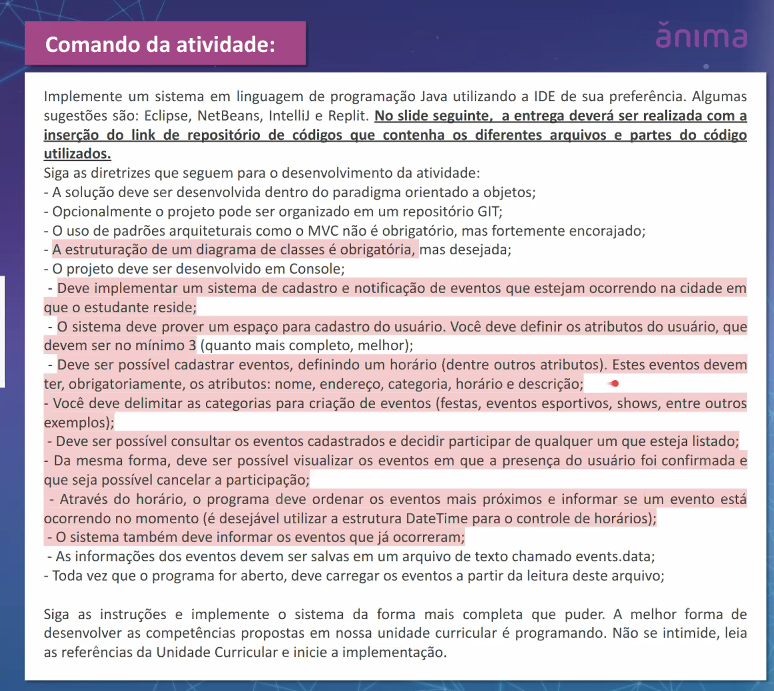 Comando da atividade:
ănima
Implemente um sistema em linguagem de programação Java utilizando a IDE de sua preferência. Algumas
sugestões são: Eclipse, NetBeans, IntelliJ e Replit. No slide seguinte, a entrega deverá ser realizada com a
inserção do link de repositório de códigos que contenha os diferentes arquivos e partes do código
utilizados.
Siga as diretrizes que seguem para o desenvolvimento da atividade:
- A solução deve ser desenvolvida dentro do paradigma orientado a objetos;
- Opcionalmente o projeto pode ser organizado em um repositório GIT;
- O uso de padrões arquiteturais como o MVC não é obrigatório, mas fortemente encorajado;
- A estruturação de um diagrama de classes é obrigatória, mas desejada;
- O projeto deve ser desenvolvido em Console;
- Deve implementar um sistema de cadastro e notificação de eventos que estejam ocorrendo na cidade em
que o estudante reside;
- O sistema deve prover um espaço para cadastro do usuário. Você deve definir os atributos do usuário, que
devem ser no mínimo 3 (quanto mais completo, melhor);
- Deve ser possível cadastrar eventos, definindo um horário (dentre outros atributos). Estes eventos devem
ter, obrigatoriamente, os atributos: nome, endereço, categoria, horário e descrição;
- Você deve delimitar as categorias para criação de eventos (festas, eventos esportivos, shows, entre outros
exemplos);
- Deve ser possível consultar os eventos cadastrados e decidir participar de qualquer um que esteja listado;
- Da mesma forma, deve ser possível visualizar os eventos em que a presença do usuário foi confirmada e
que seja possível cancelar a participação;
- Através do horário, o programa deve ordenar os eventos mais próximos e informar se um evento está
ocorrendo no momento (é desejável utilizar a estrutura DateTime para o controle de horários);
- O sistema também deve informar os eventos que já ocorreram;
- As informações dos eventos devem ser salvas em um arquivo de texto chamado events.data;
- Toda vez que o programa for aberto, deve carregar os eventos a partir da leitura deste arquivo;
Siga as instruções e implemente o sistema da forma mais completa que puder. A melhor forma de
desenvolver as competências propostas em nossa unidade curricular é programando. Não se intimide, leia
as referências da Unidade Curricular e inicie a implementação.